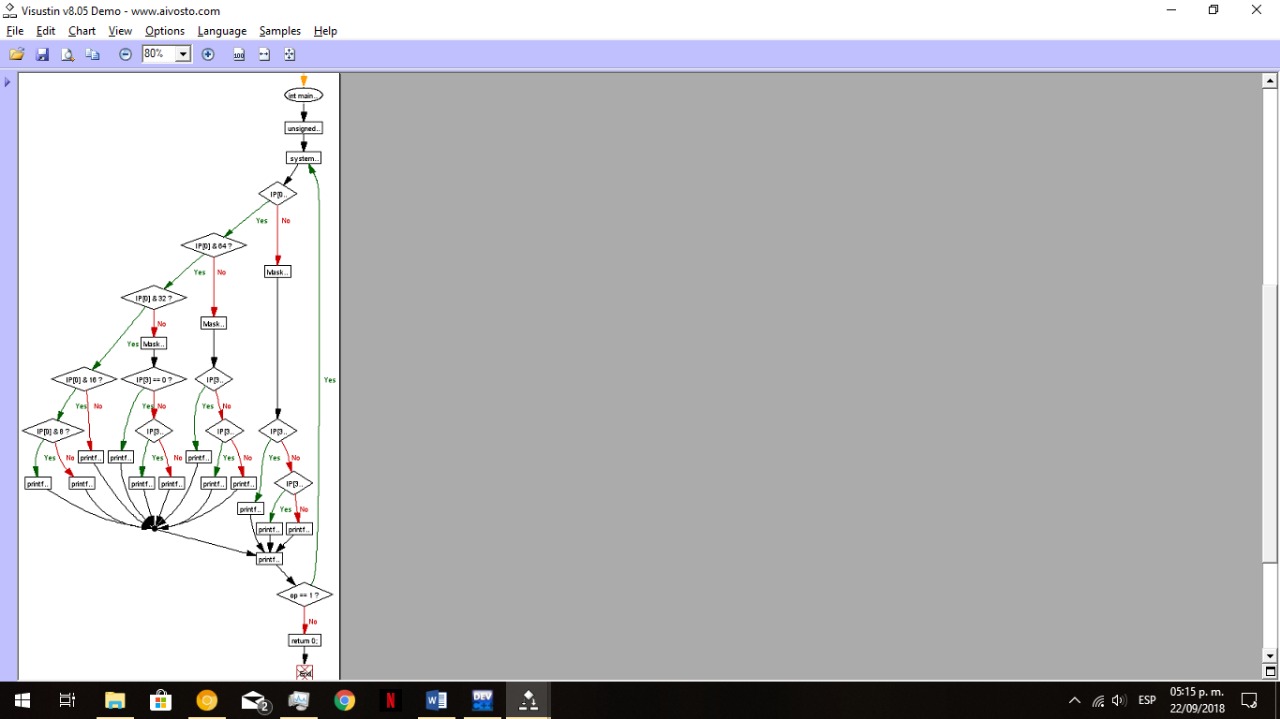 Visustin v8.05 Demo - www.aivosto.com
File Edit Chart View Options Language Samples Help
80% 100
int main..
unsigned..
system..
IP[0..
Yes No
IP[0] & 64 ?
Yes No
Mask..
IP[0] & 32 ?
No
Mask..
Yes Mask..
IP[0] & 16 ? IP[3] == 0 ? IP[3..
Yes
Yes No Yes No Yes No
IP[0] & 8 ? IP[3.. IP[3.. IP[3..
Yes No printf.. printf.. Yes No printf.. Yes No Yes No
printf.. printf.. printf.. printf.. printf.. printf.. IP[3..
printf.. Yes No
printf.. printf..
printf..
op == 1 ?
No
return 0;
End
ESP
05:15 p. m.
22/09/2018
2
N
W
DEV